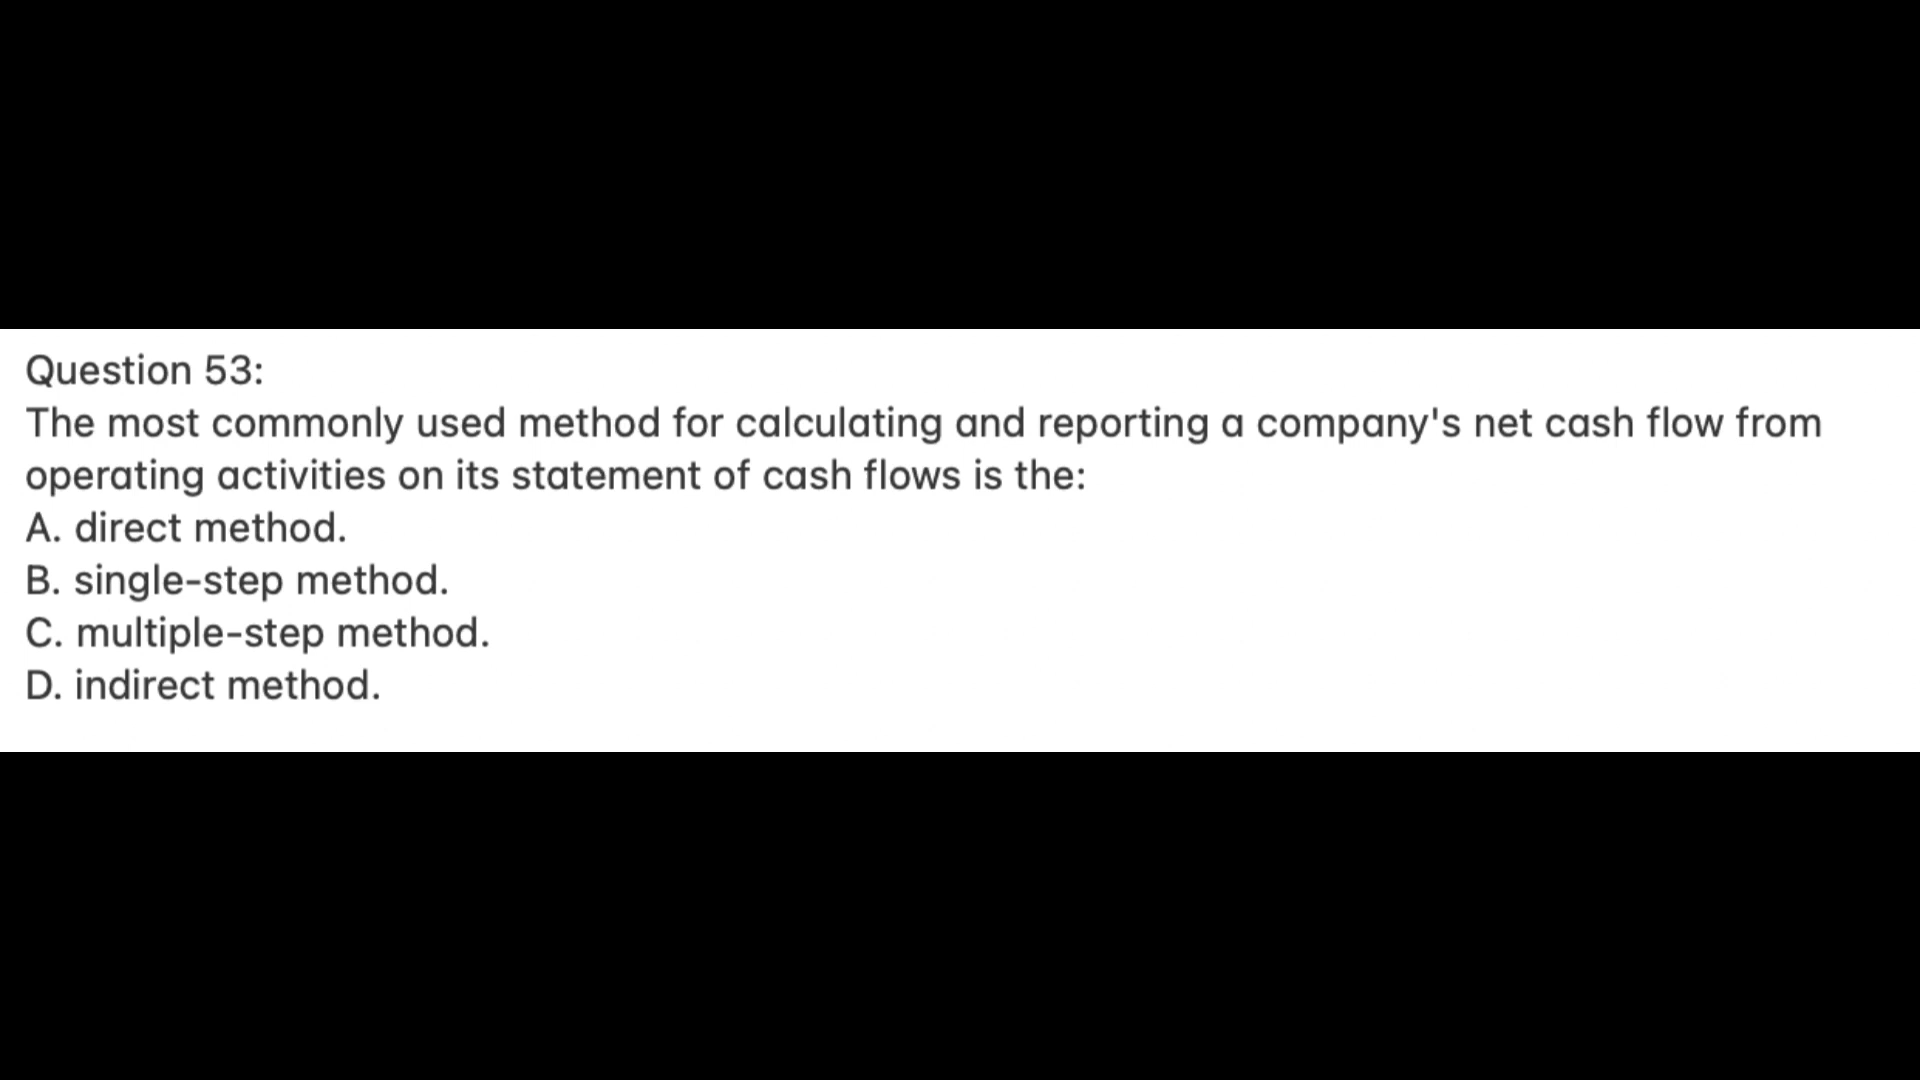 Question 53:
The most commonly used method for calculating and reporting a company's net cash flow from
operating activities on its statement of cash flows is the:
A. direct method.
B. single-step method.
C. multiple-step method.
D. indirect method.